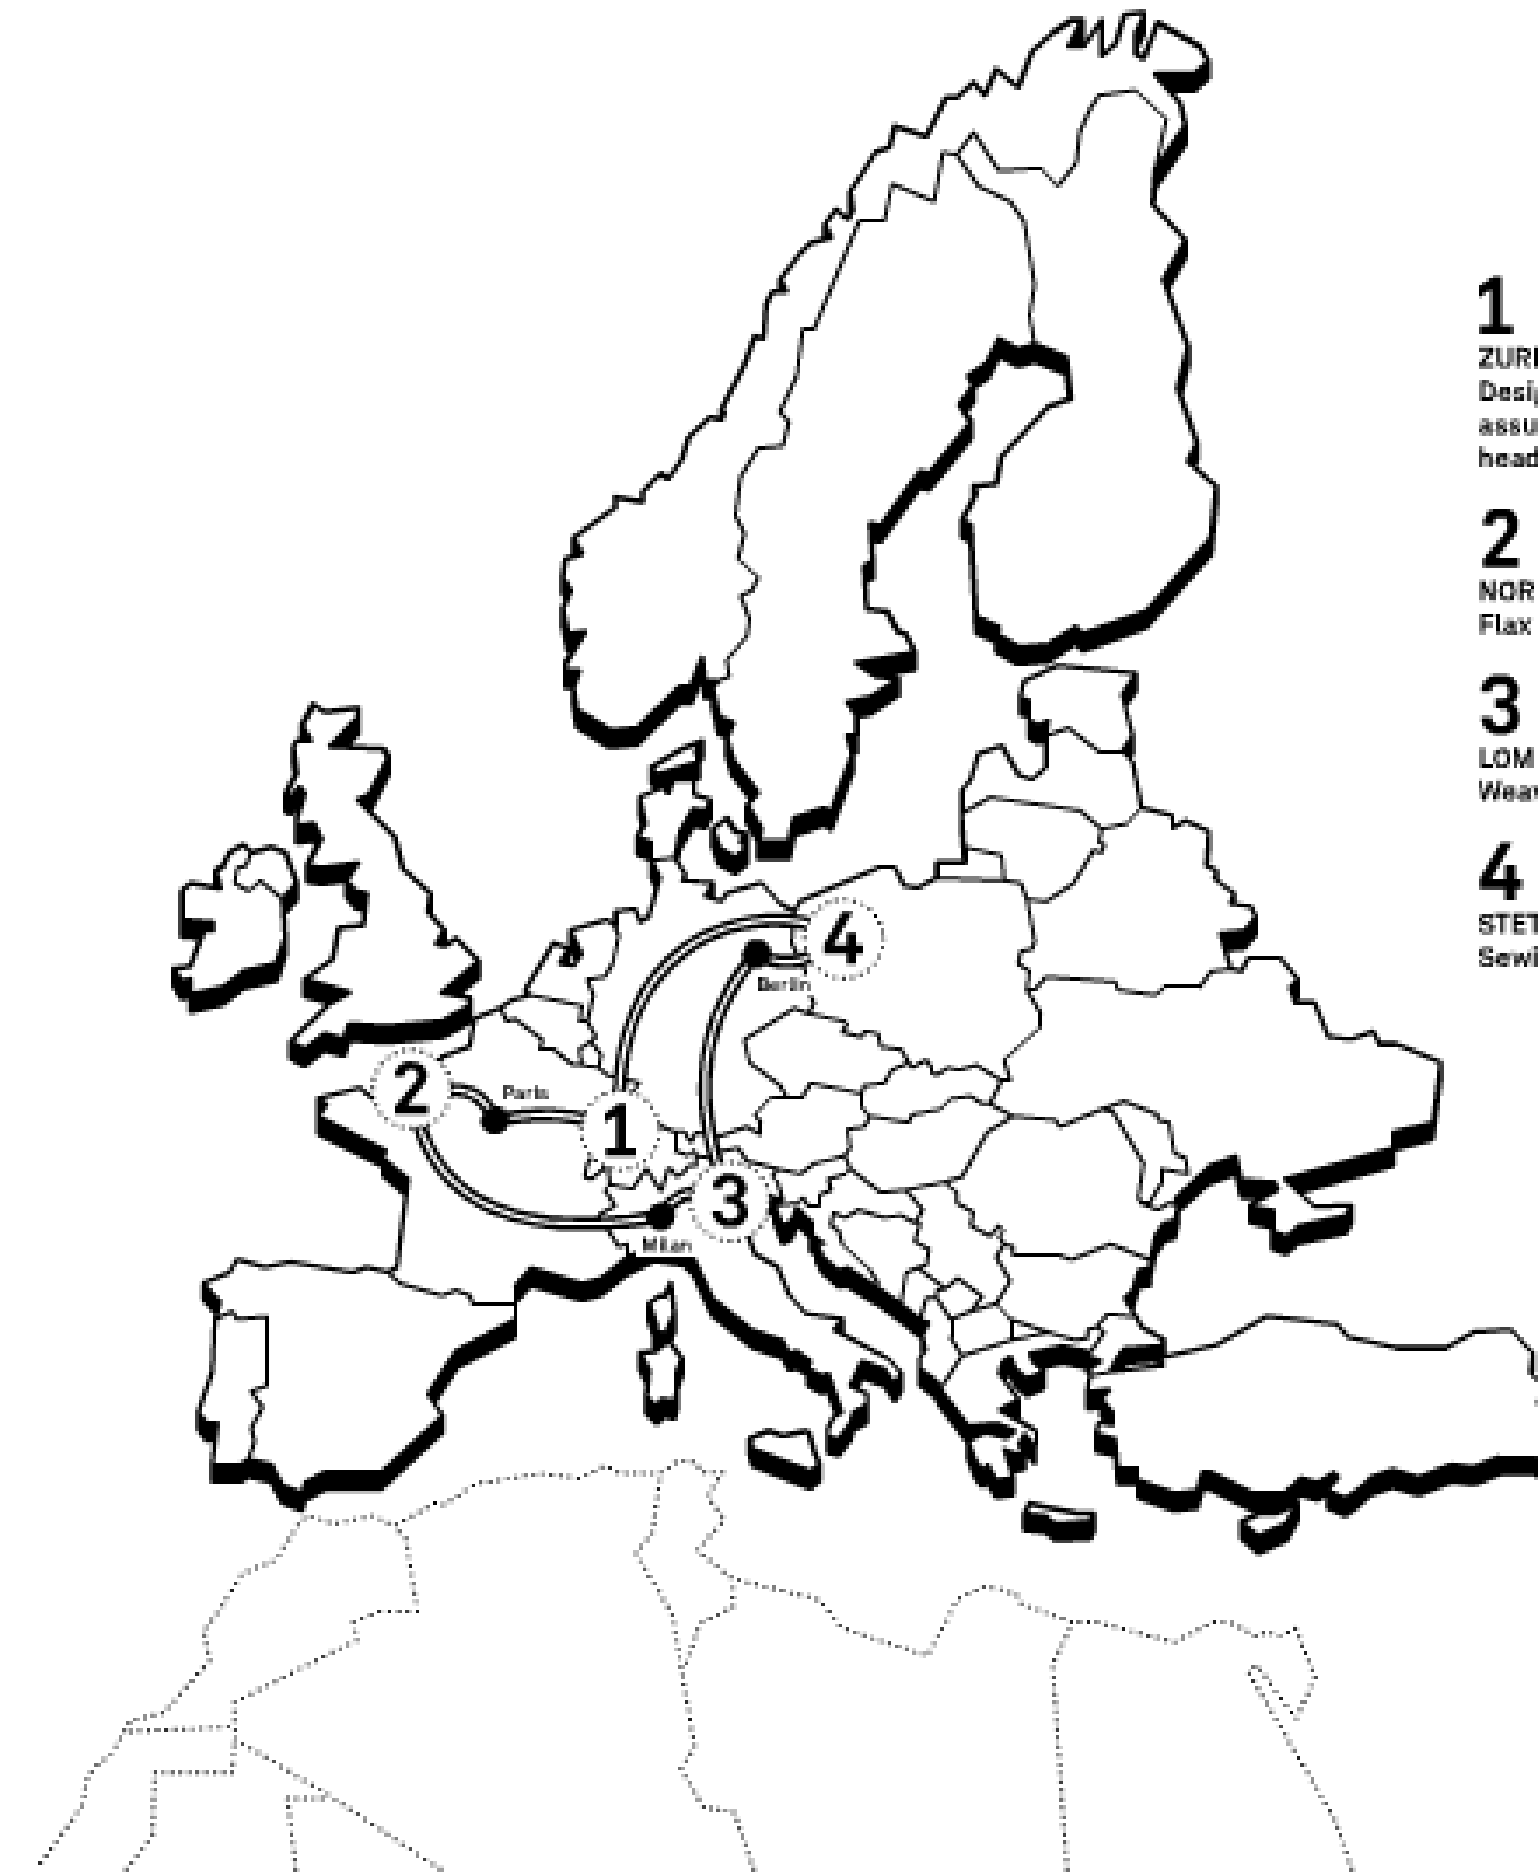 4
Berlin
2
Paris
1
3
Milan
1
ZURI
Desig
assu
head
2
NOR
Flax
3
LOM
Weav
4
STET
Sewi